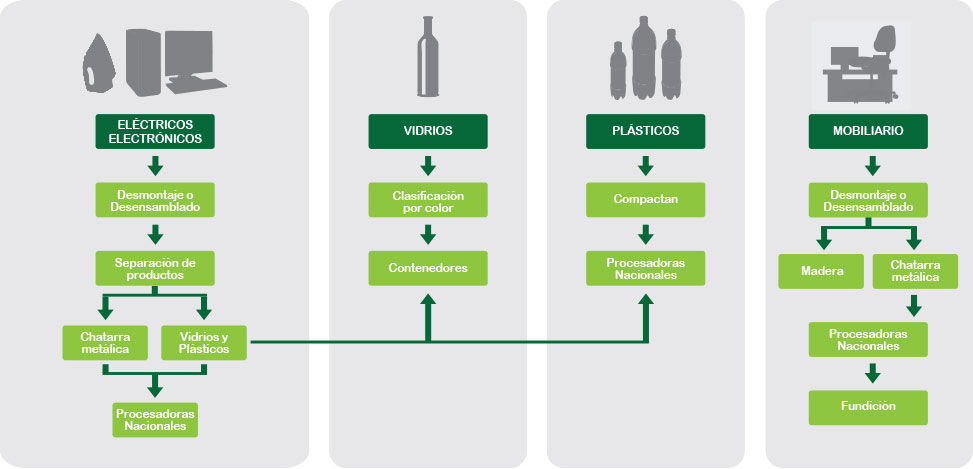 ELÉCTRICOS
ELECTRÓNICOS
Desmontaje o
Desensamblado
Separación de
productos
Chatarra
metálica
Vidrios y
Plásticos
Procesadoras
Nacionales
VIDRIOS
Clasificación
por color
Contenedores
PLÁSTICOS
Compactan
Procesadoras
Nacionales
MOBILIARIO
Desmontaje o
Desensamblado
Madera
Chatarra
metálica
Procesadoras
Nacionales
Fundición